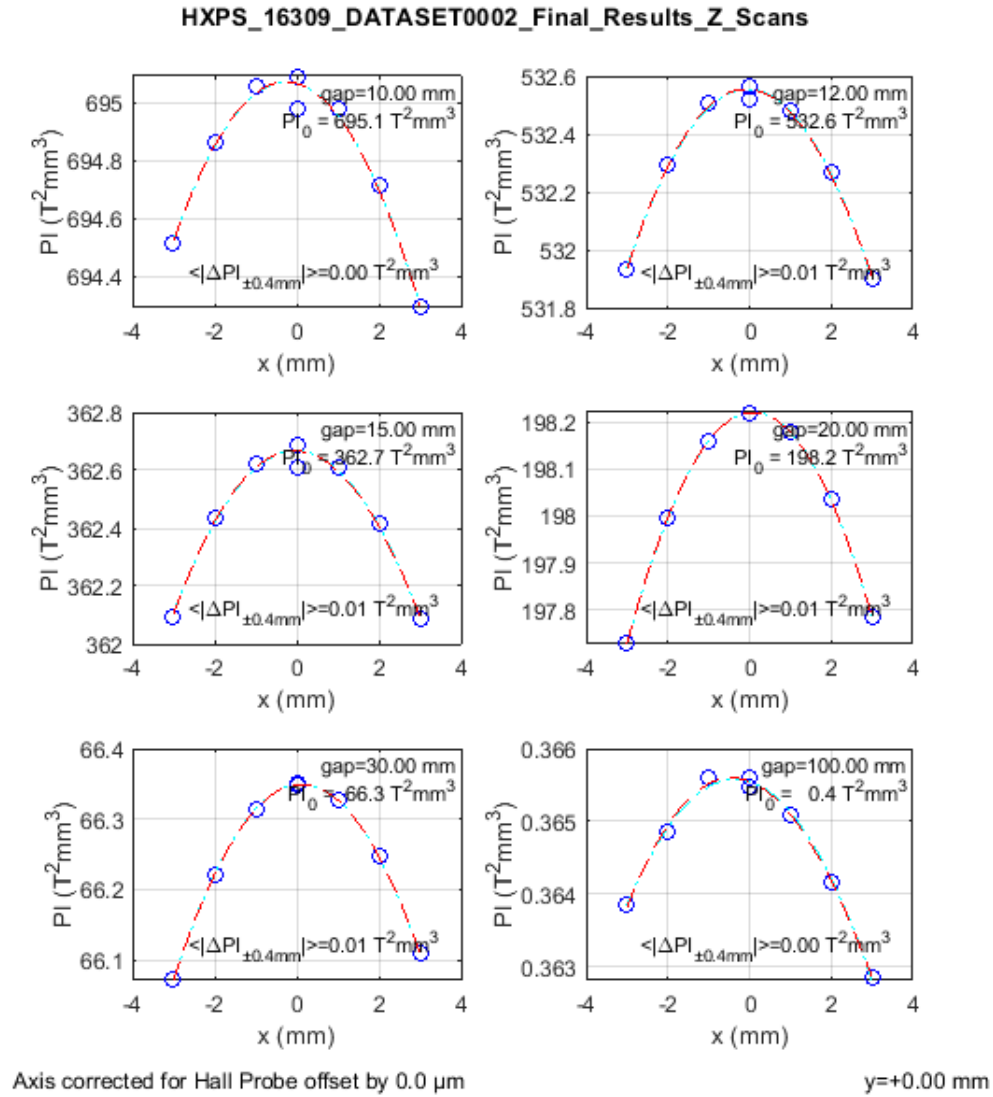 HXPS_16309_DATASET0002_Final_Results_Z_Scans
gap=10.00 mm
PI0 = 695.1 T2mm3
<|ΔPI±0.4mm|>=0.00 T2mm3
PI (T2mm3)
695
694.8
694.6
694.4
-4 -2 0 2 4
x (mm)
gap=12.00 mm
PI0 = 532.6 T2mm3
<|ΔPI±0.4mm|>=0.01 T2mm3
PI (T2mm3)
532.6
532.4
532.2
532
531.8
-4 -2 0 2 4
x (mm)
gap=15.00 mm
PI0 = 362.7 T2mm3
<|ΔPI±0.4mm|>=0.01 T2mm3
PI (T2mm3)
362.8
362.6
362.4
362.2
362
-4 -2 0 2 4
x (mm)
gap=20.00 mm
PI0 = 198.2 T2mm3
<|ΔPI±0.4mm|>=0.01 T2mm3
PI (T2mm3)
198.2
198.1
198
197.9
197.8
-4 -2 0 2 4
x (mm)
gap=30.00 mm
PI0 = 66.3 T2mm3
<|ΔPI±0.4mm|>=0.01 T2mm3
PI (T2mm3)
66.4
66.3
66.2
66.1
-4 -2 0 2 4
x (mm)
gap=100.00 mm
PI0 = 0.4 T2mm3
<|ΔPI±0.4mm|>=0.00 T2mm3
PI (T2mm3)
0.366
0.365
0.364
0.363
-4 -2 0 2 4
x (mm)
Axis corrected for Hall Probe offset by 0.0 µm
y=+0.00 mm